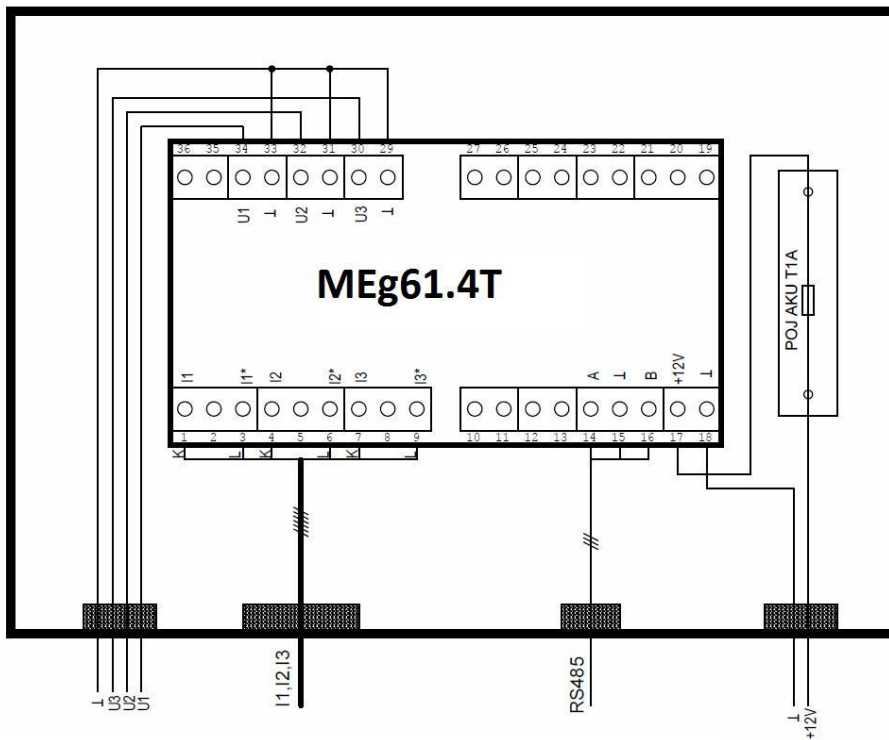 36 35 34 33 32 31 30 29
27 26 25 24 23 22 21 20 19
U1 ⊥ U2 ⊥ U3 ⊥
MEg61.4T
POJ AKU T1A
I1 I1* I2 I2* I3 I3*
A ⊥ B +12V ⊥
1 2 3 4 5 6 7 8 9
10 11 12 13 14 15 16 17 18
K L K L K L
⊥ U3 U2 U1
I1,I2,I3
RS485
⊥ +12V